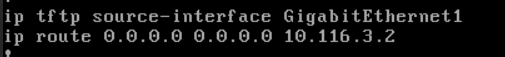 ip tftp source-interface GigabitEthernet1
ip route 0.0.0.0 0.0.0.0 10.116.3.2
!